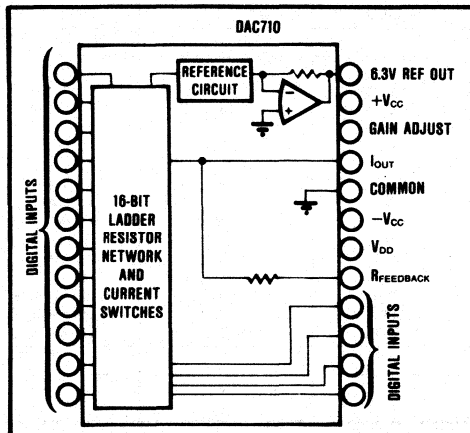 DAC710
REFERENCE
CIRCUIT
6.3V REF OUT
+VCC
GAIN ADJUST
IOUT
COMMON
-VCC
VDD
RFEEDBACK
16-BIT
LADDER
RESISTOR
NETWORK
AND
CURRENT
SWITCHES
DIGITAL INPUTS
DIGITAL INPUTS
−
+